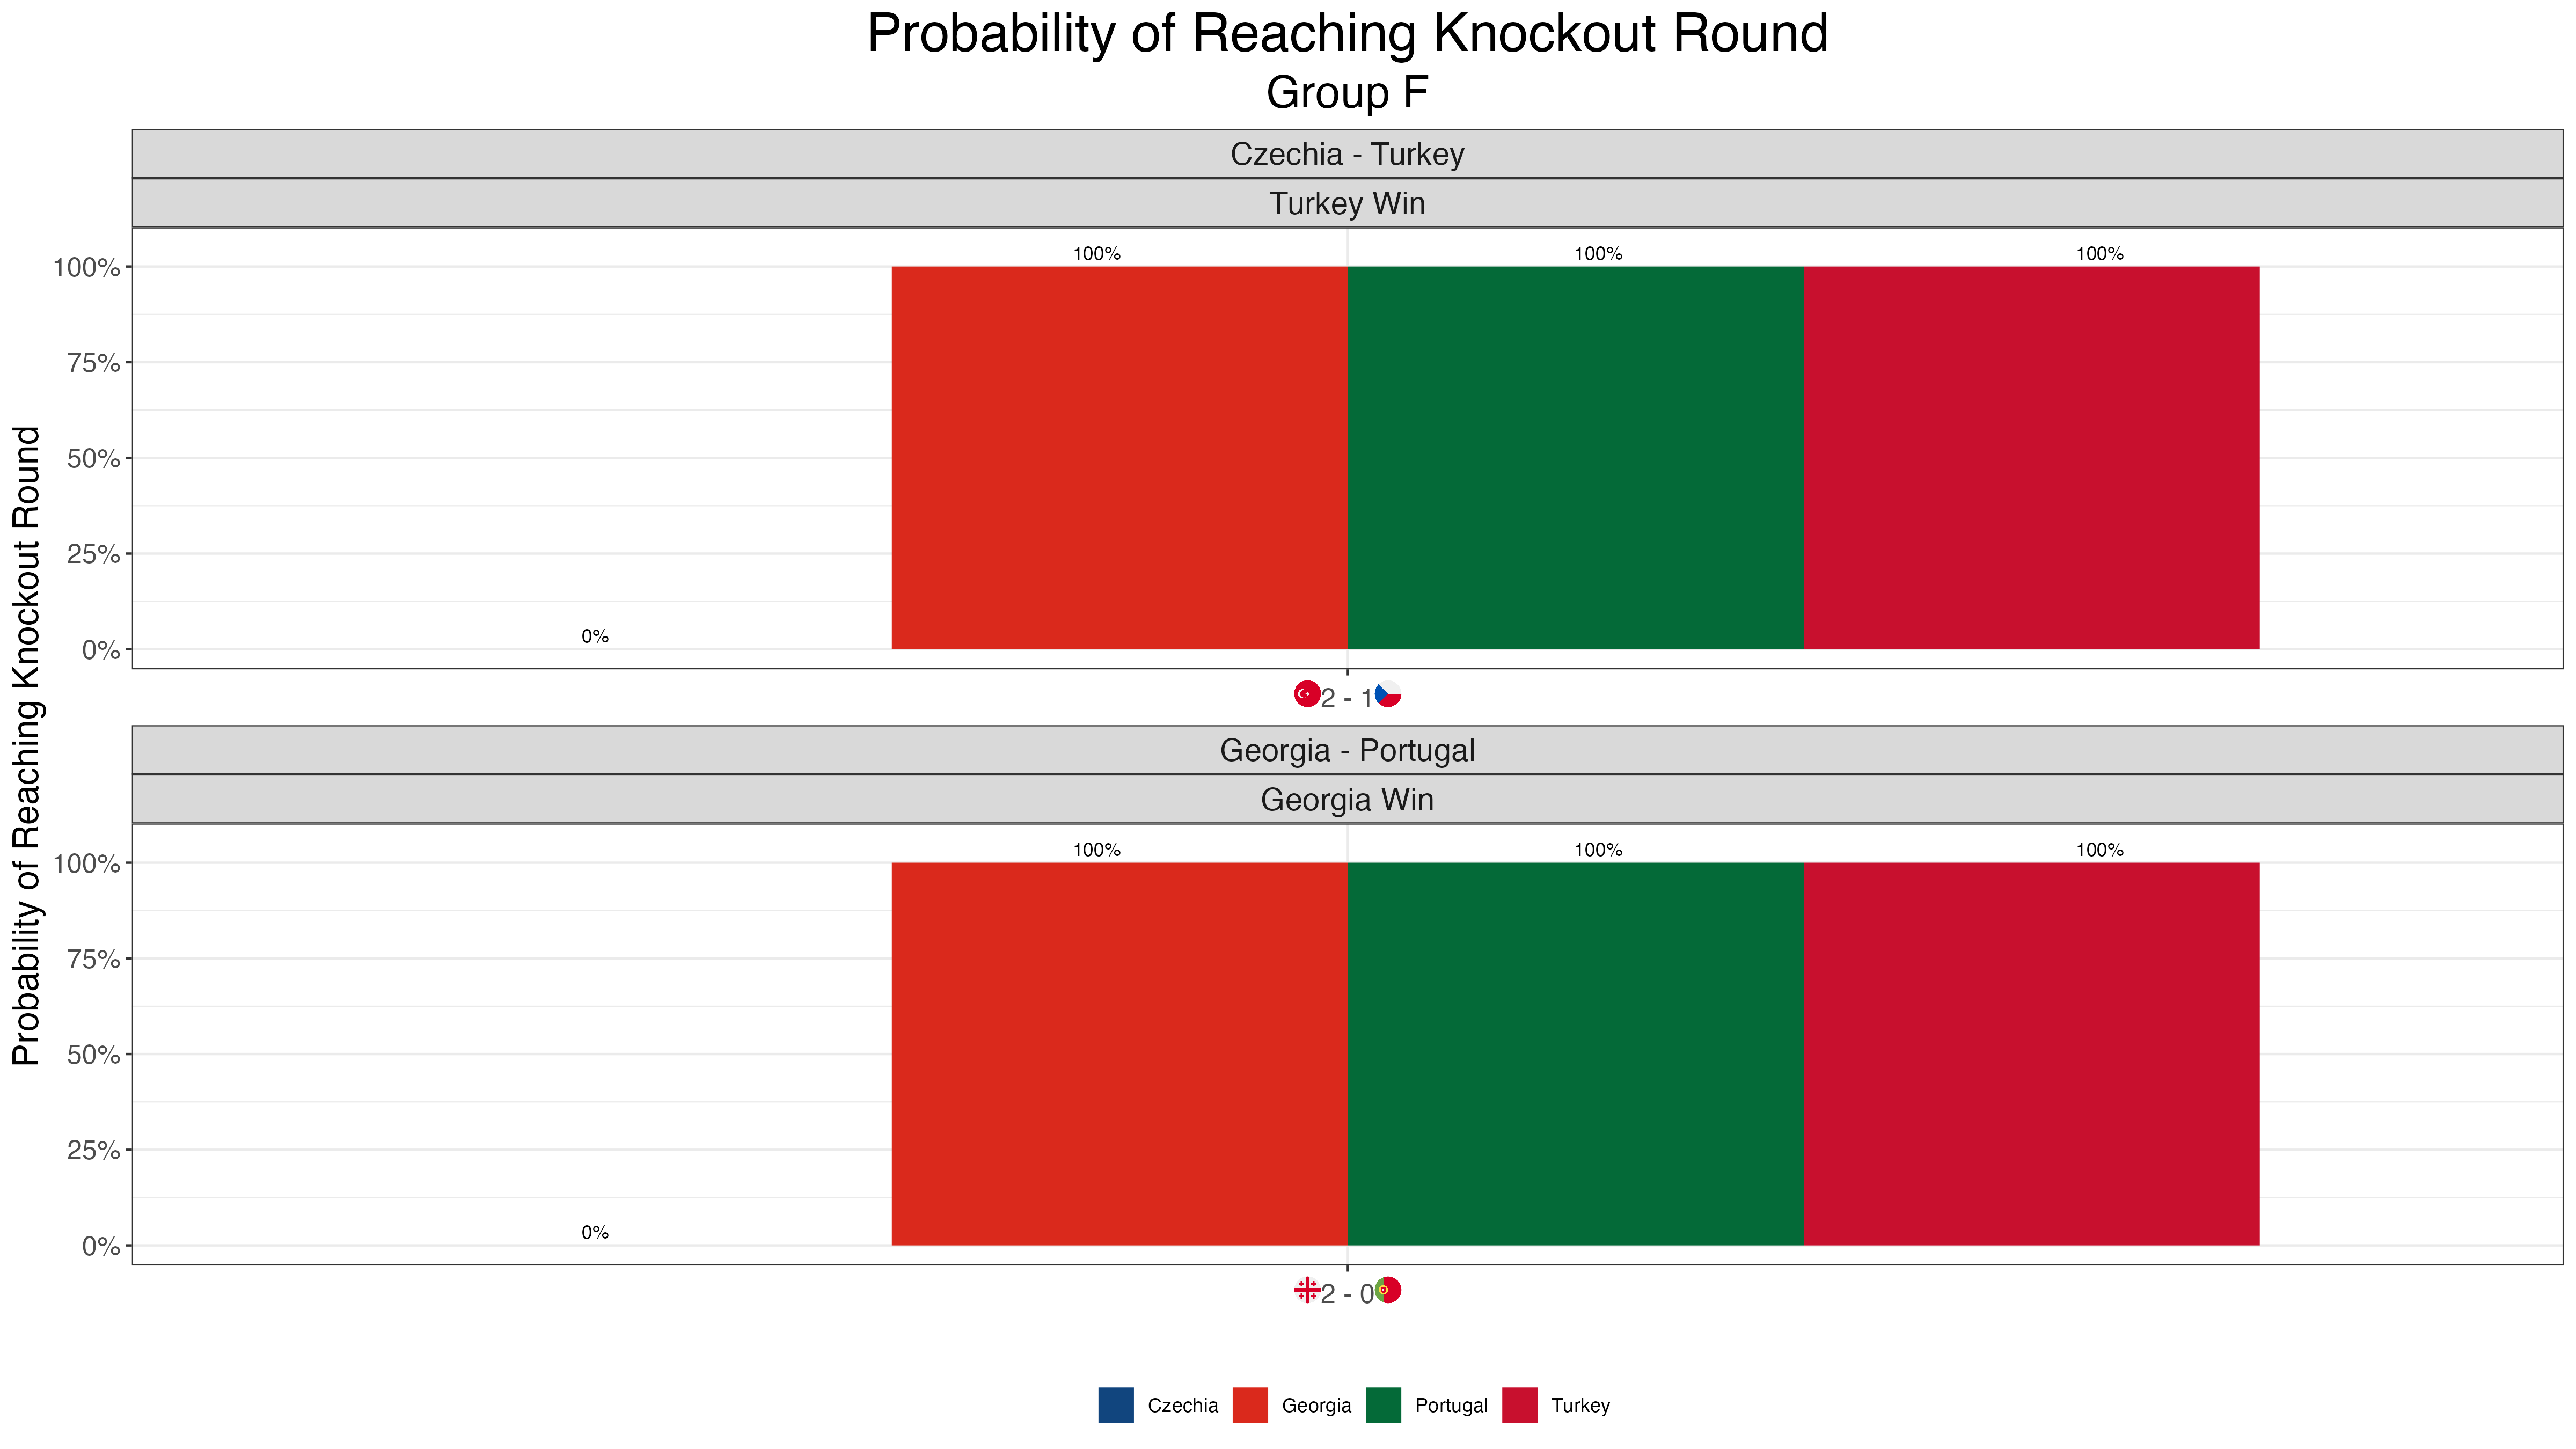 Probability of Reaching Knockout Round
Group F
Probability of Reaching Knockout Round
Czechia - Turkey
Turkey Win
100%
75%
50%
25%
0%
0%
100%
100%
100%
2 - 1
Georgia - Portugal
Georgia Win
100%
75%
50%
25%
0%
0%
100%
100%
100%
2 - 0
Czechia Georgia Portugal Turkey